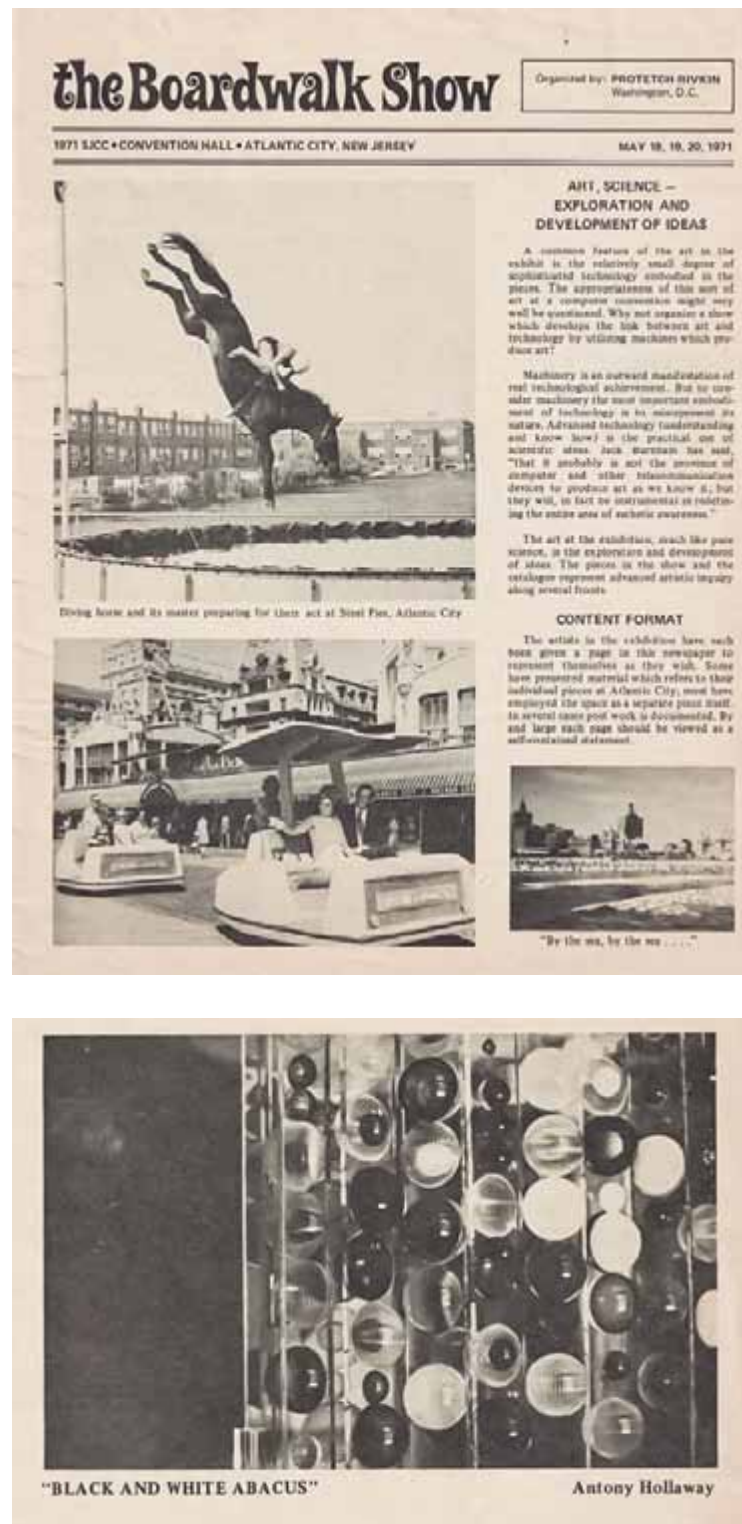 the Boardwalk Show
Organized by: PROTETCH RIVKIN
Washington, D.C.
1971 SJCC • CONVENTION HALL • ATLANTIC CITY, NEW JERSEY
MAY 18, 19, 20, 1971
Diving horse and its master preparing for their act at Steel Pier, Atlantic City
ART, SCIENCE –
EXPLORATION AND
DEVELOPMENT OF IDEAS
A common feature of the art in the
exhibit is the relatively small degree of
sophisticated technology embodied in the
pieces. The appropriateness of this sort of
art at a computer convention might very
well be questioned. Why not organize a show
which develops the link between art and
technology by utilizing machines which pro-
duce art?
Machinery is an outward manifestation of
real technological achievement. But to con-
sider machinery the most important embodi-
ment of technology is to misrepresent its
nature. Advanced technology (understanding
and know how) is the practical use of
scientific ideas. Jack Burnham has said,
"That it probably is not the province of
computer and other telecommunication
devices to produce art as we know it; but
they will, in fact be instrumental in redefin-
ing the entire area of esthetic awareness."
The art at the exhibition, much like pure
science, is the exploration and development
of ideas. The pieces in the show and the
catalogue represent advanced artistic inquiry
along several fronts.
CONTENT FORMAT
The artists in the exhibition have each
been given a page in this newspaper to
represent themselves as they wish. Some
have presented material which refers to their
individual pieces at Atlantic City, most have
employed the space as a separate piece itself.
In several cases past work is documented. By
and large each page should be viewed as a
self-contained statement.
"By the sea, by the sea . . . ."
"BLACK AND WHITE ABACUS"
Antony Hollaway